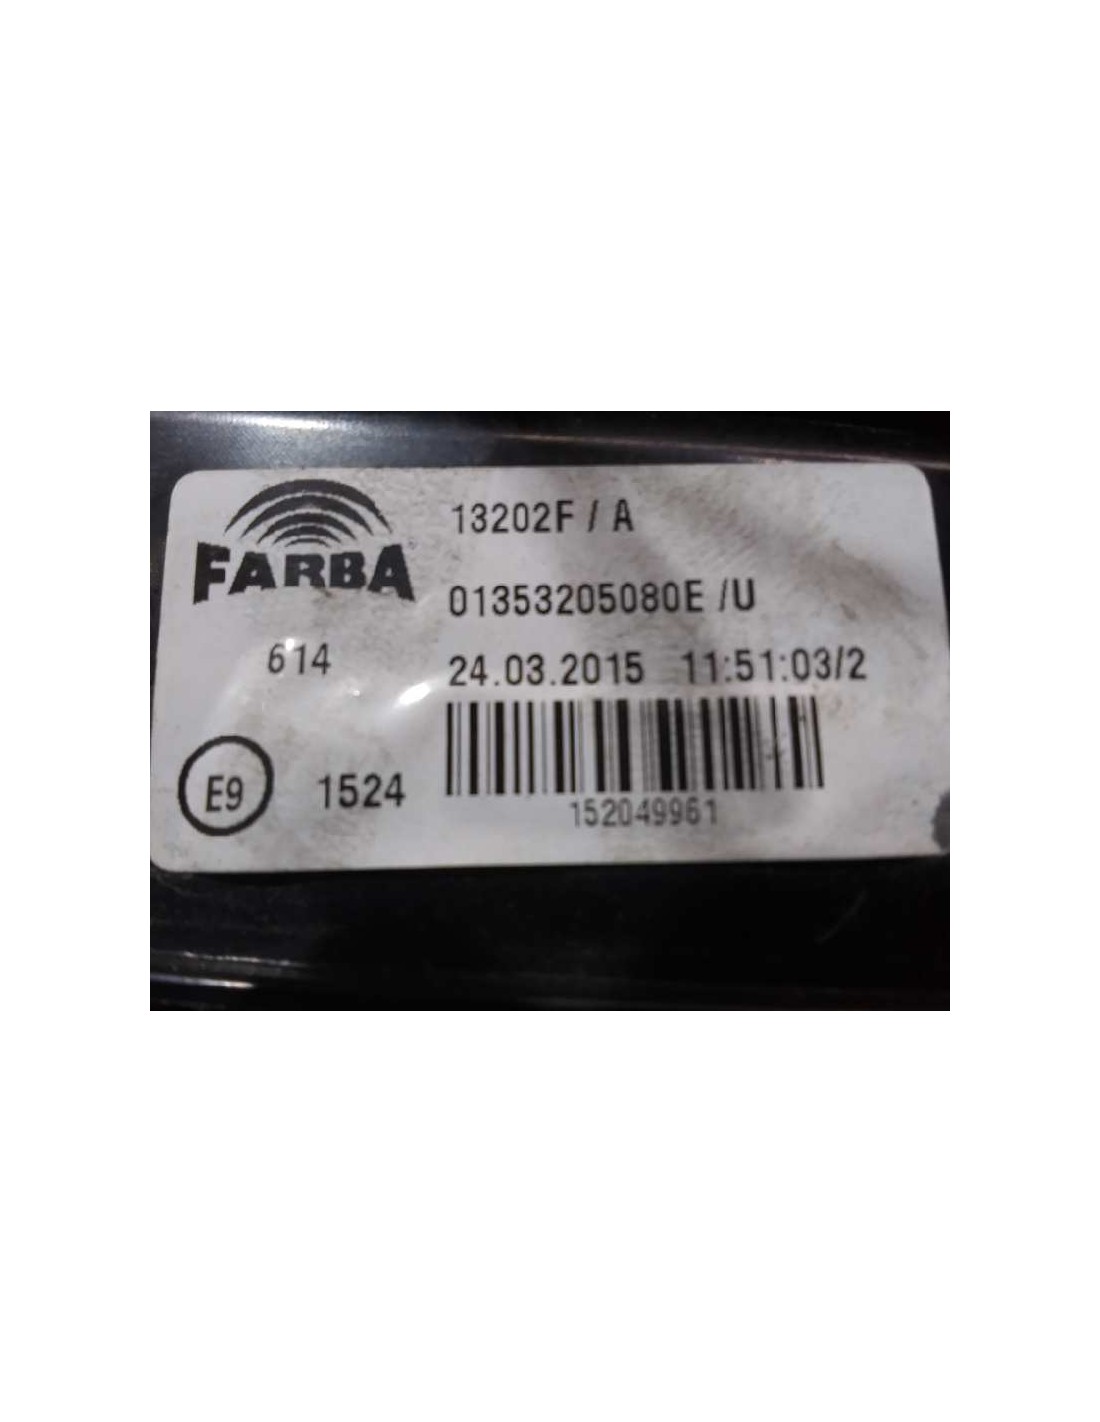 FARBA
13202F / A
01353205080E /U
614
24.03.2015 11:51:03/2
E9
1524
152049961